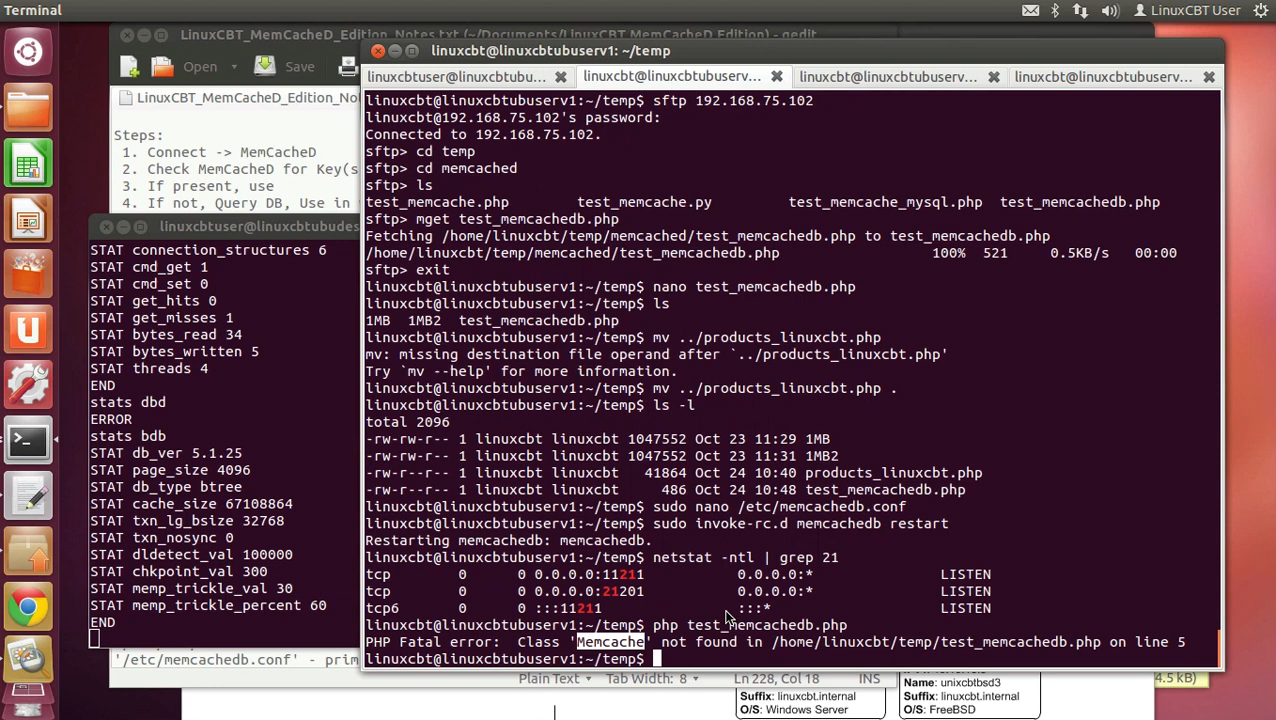 Terminal
LinuxCBT User
LinuxCBT_MemCacheD_Edition_Notes.txt (~/Documents/LinuxCBT MemCacheD Edition) - gedit
Open
Save
LinuxCBT_MemCacheD_Edition_No
Steps:
1. Connect -> MemCacheD
2. Check MemCacheD for Key(s
3. If present, use
4. If not, Query DB, Use in
linuxcbtuser@linuxcbtubudes
STAT connection_structures 6
STAT cmd_get 1
STAT cmd_set 0
STAT get_hits 0
STAT get_misses 1
STAT bytes_read 34
STAT bytes_written 5
STAT threads 4
END
stats dbd
ERROR
stats bdb
STAT db_ver 5.1.25
STAT page_size 4096
STAT db_type btree
STAT cache_size 67108864
STAT txn_lg_bsize 32768
STAT txn_nosync 0
STAT dldetect_val 100000
STAT chkpoint_val 300
STAT memp_trickle_val 30
STAT memp_trickle_percent 60
END
'/etc/memcachedb.conf' - prim
linuxcbt@linuxcbtubuserv1: ~/temp
linuxcbtuser@linuxcbtubu...
linuxcbt@linuxcbtubuserv...
linuxcbt@linuxcbtubuserv...
linuxcbt@linuxcbtubuserv...
linuxcbt@linuxcbtubuserv1:~/temp$ sftp 192.168.75.102
linuxcbt@192.168.75.102's password:
Connected to 192.168.75.102.
sftp> cd temp
sftp> cd memcached
sftp> ls
test_memcache.php test_memcache.py test_memcache_mysql.php test_memcachedb.php
sftp> mget test_memcachedb.php
Fetching /home/linuxcbt/temp/memcached/test_memcachedb.php to test_memcachedb.php
/home/linuxcbt/temp/memcached/test_memcachedb.php 100% 521 0.5KB/s 00:00
sftp> exit
linuxcbt@linuxcbtubuserv1:~/temp$ nano test_memcachedb.php
linuxcbt@linuxcbtubuserv1:~/temp$ ls
1MB 1MB2 test_memcachedb.php
linuxcbt@linuxcbtubuserv1:~/temp$ mv ../products_linuxcbt.php
mv: missing destination file operand after `../products_linuxcbt.php'
Try `mv --help' for more information.
linuxcbt@linuxcbtubuserv1:~/temp$ mv ../products_linuxcbt.php .
linuxcbt@linuxcbtubuserv1:~/temp$ ls -l
total 2096
-rw-rw-r-- 1 linuxcbt linuxcbt 1047552 Oct 23 11:29 1MB
-rw-rw-r-- 1 linuxcbt linuxcbt 1047552 Oct 23 11:31 1MB2
-rw-rw-r-- 1 linuxcbt linuxcbt 41864 Oct 24 10:40 products_linuxcbt.php
-rw-r--r-- 1 linuxcbt linuxcbt 486 Oct 24 10:48 test_memcachedb.php
linuxcbt@linuxcbtubuserv1:~/temp$ sudo nano /etc/memcachedb.conf
linuxcbt@linuxcbtubuserv1:~/temp$ sudo invoke-rc.d memcachedb restart
Restarting memcachedb: memcachedb.
linuxcbt@linuxcbtubuserv1:~/temp$ netstat -ntl | grep 21
tcp 0 0 0.0.0.0:11211 0.0.0.0:* LISTEN
tcp 0 0 0.0.0.0:21201 0.0.0.0:* LISTEN
tcp6 0 0 :::11211 :::* LISTEN
linuxcbt@linuxcbtubuserv1:~/temp$ php test_memcachedb.php
PHP Fatal error: Class 'Memcache' not found in /home/linuxcbt/temp/test_memcachedb.php on line 5
linuxcbt@linuxcbtubuserv1:~/temp$
Plain Text
Tab Width: 8
Ln 228, Col 18
INS
4.5 kB)
Suffix: linuxcbt.internal
O/S: Windows Server
Name: unixcbtbsd3
Suffix: linuxcbt.internal
O/S: FreeBSD